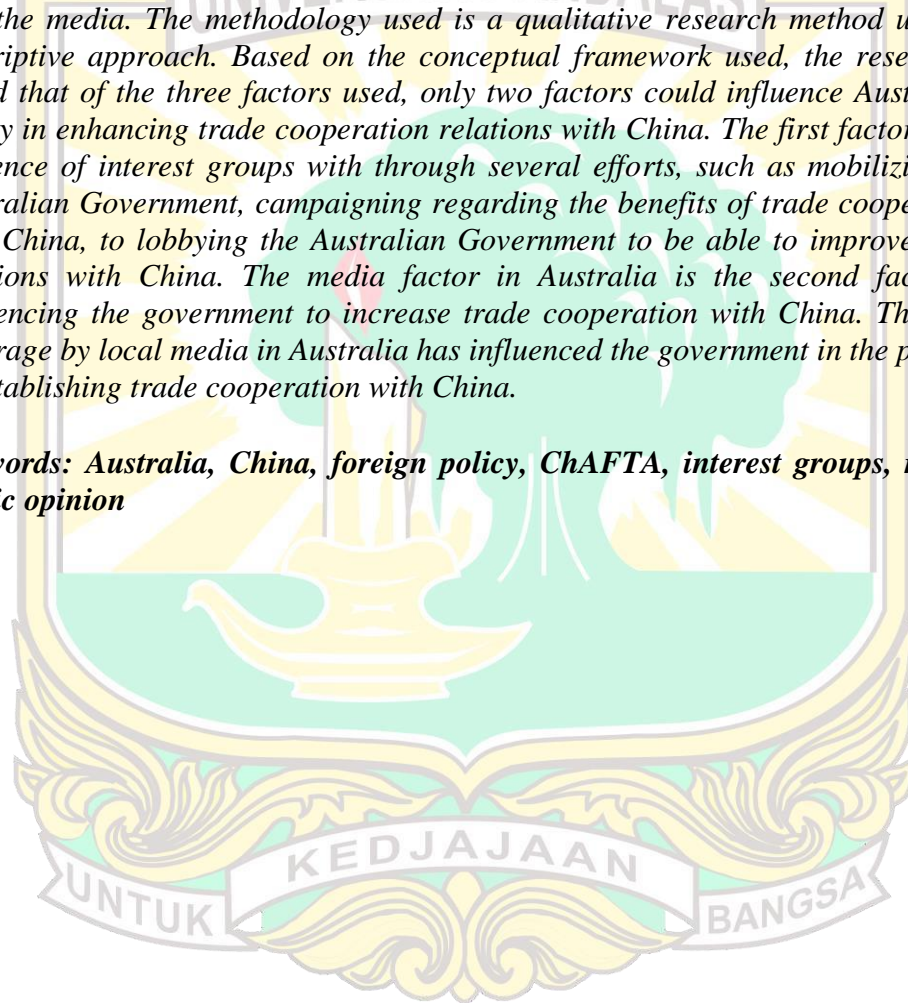 the media. The methodology used is a qualitative research method u
riptive approach. Based on the conceptual framework used, the rese
d that of the three factors used, only two factors could influence Aust
y in enhancing trade cooperation relations with China. The first factor
ence of interest groups with through several efforts, such as mobilizi
ralian Government, campaigning regarding the benefits of trade coope
China, to lobbying the Australian Government to be able to improve
ions with China. The media factor in Australia is the second fac
encing the government to increase trade cooperation with China. Th
rage by local media in Australia has influenced the government in the p
tablishing trade cooperation with China.
words: Australia, China, foreign policy, ChAFTA, interest groups,
ic opinion
UNTUK KEDJAJAAN BANGSA